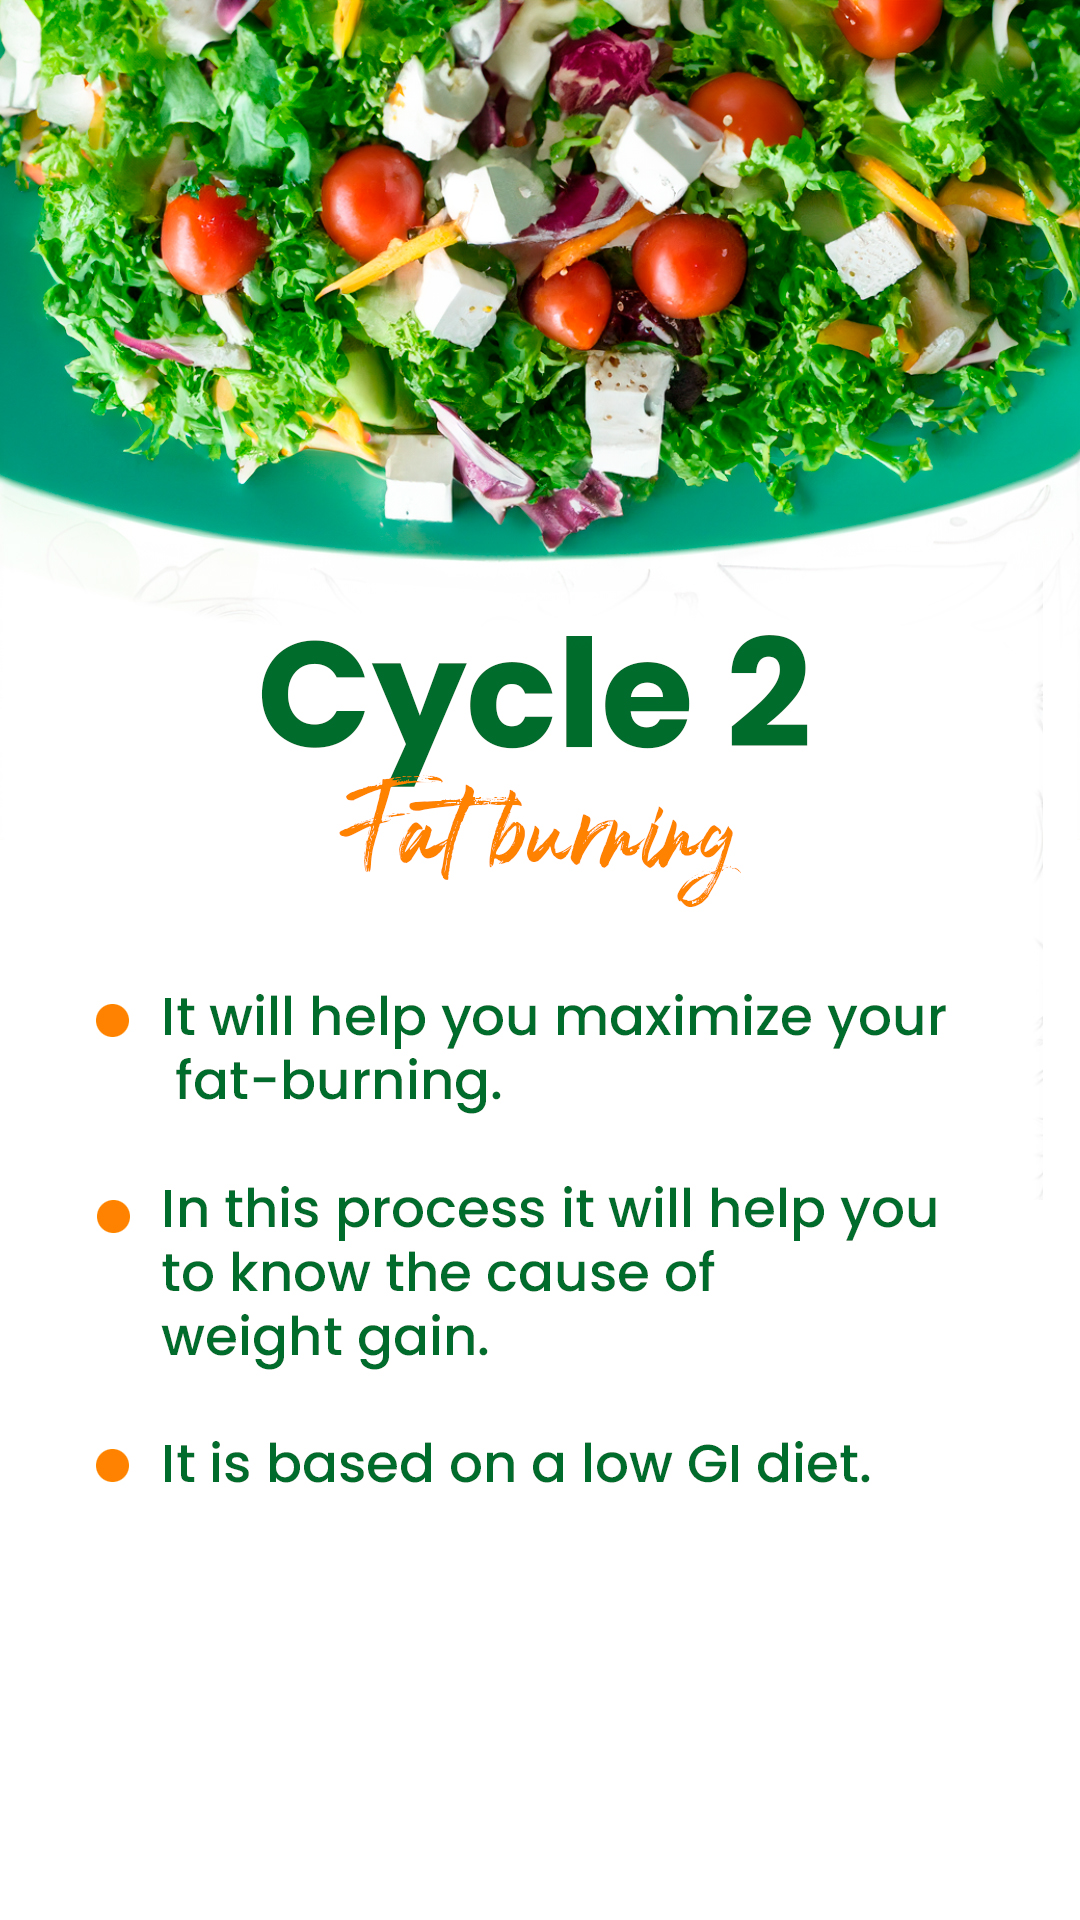 Cycle 2
Fat burning
It will help you maximize your
fat-burning.
In this process it will help you
to know the cause of
weight gain.
It is based on a low GI diet.